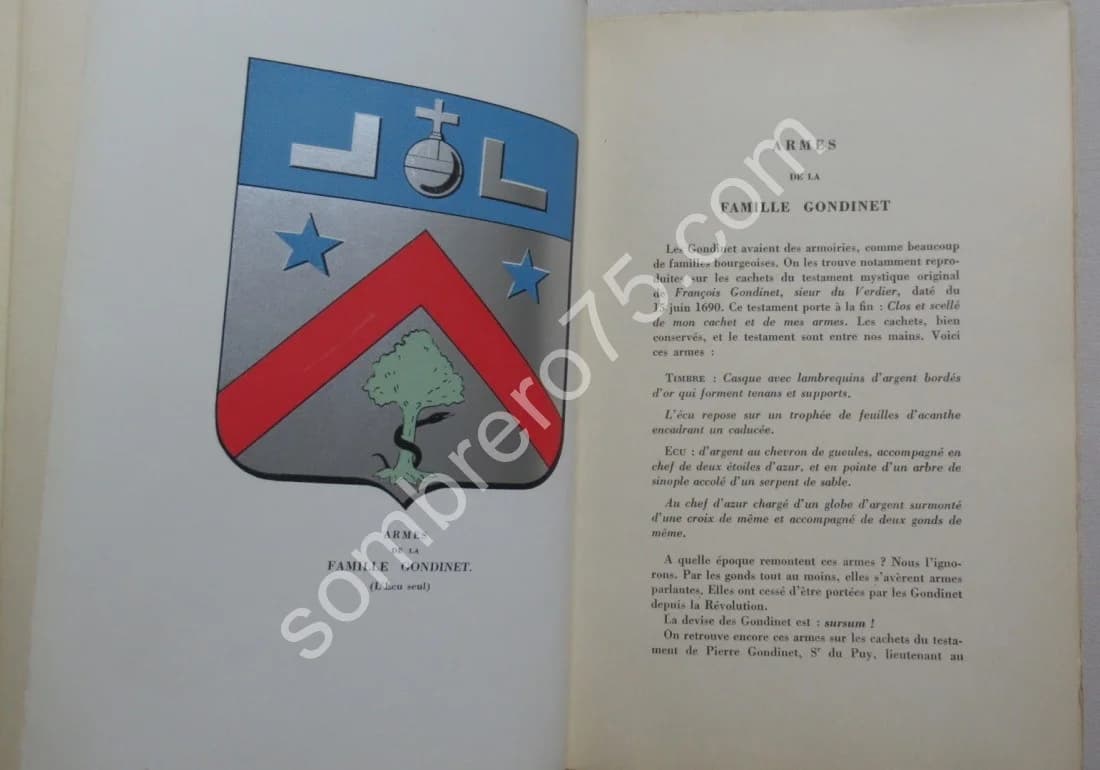 ARMES
DE LA
FAMILLE GONDINET.
(L'Ecu seul)
ARMES
DE LA
FAMILLE GONDINET
Les Gondinet avaient des armoiries, comme beaucoup
de familles bourgeoises. On les trouve notamment repro-
duites sur les cachets du testament mystique original
de François Gondinet, sieur du Verdier, daté du
15 juin 1690. Ce testament porte à la fin : Clos et scellé
de mon cachet et de mes armes. Les cachets, bien
conservés, et le testament sont entre nos mains. Voici
ces armes :
TIMBRE : Casque avec lambrequins d'argent bordés
d'or qui forment tenans et supports.
L'écu repose sur un trophée de feuilles d'acanthe
encadrant un caducée.
ECU : d'argent au chevron de gueules, accompagné en
chef de deux étoiles d'azur, et en pointe d'un arbre de
sinople accolé d'un serpent de sable.
Au chef d'azur chargé d'un globe d'argent surmonté
d'une croix de même et accompagné de deux gonds de
même.
A quelle époque remontent ces armes ? Nous l'igno-
rons. Par les gonds tout au moins, elles s'avèrent armes
parlantes. Elles ont cessé d'être portées par les Gondinet
depuis la Révolution.
La devise des Gondinet est : sursum !
On retrouve encore ces armes sur les cachets du testa-
ment de Pierre Gondinet, Sr du Puy, lieutenant au
sombrero75.com